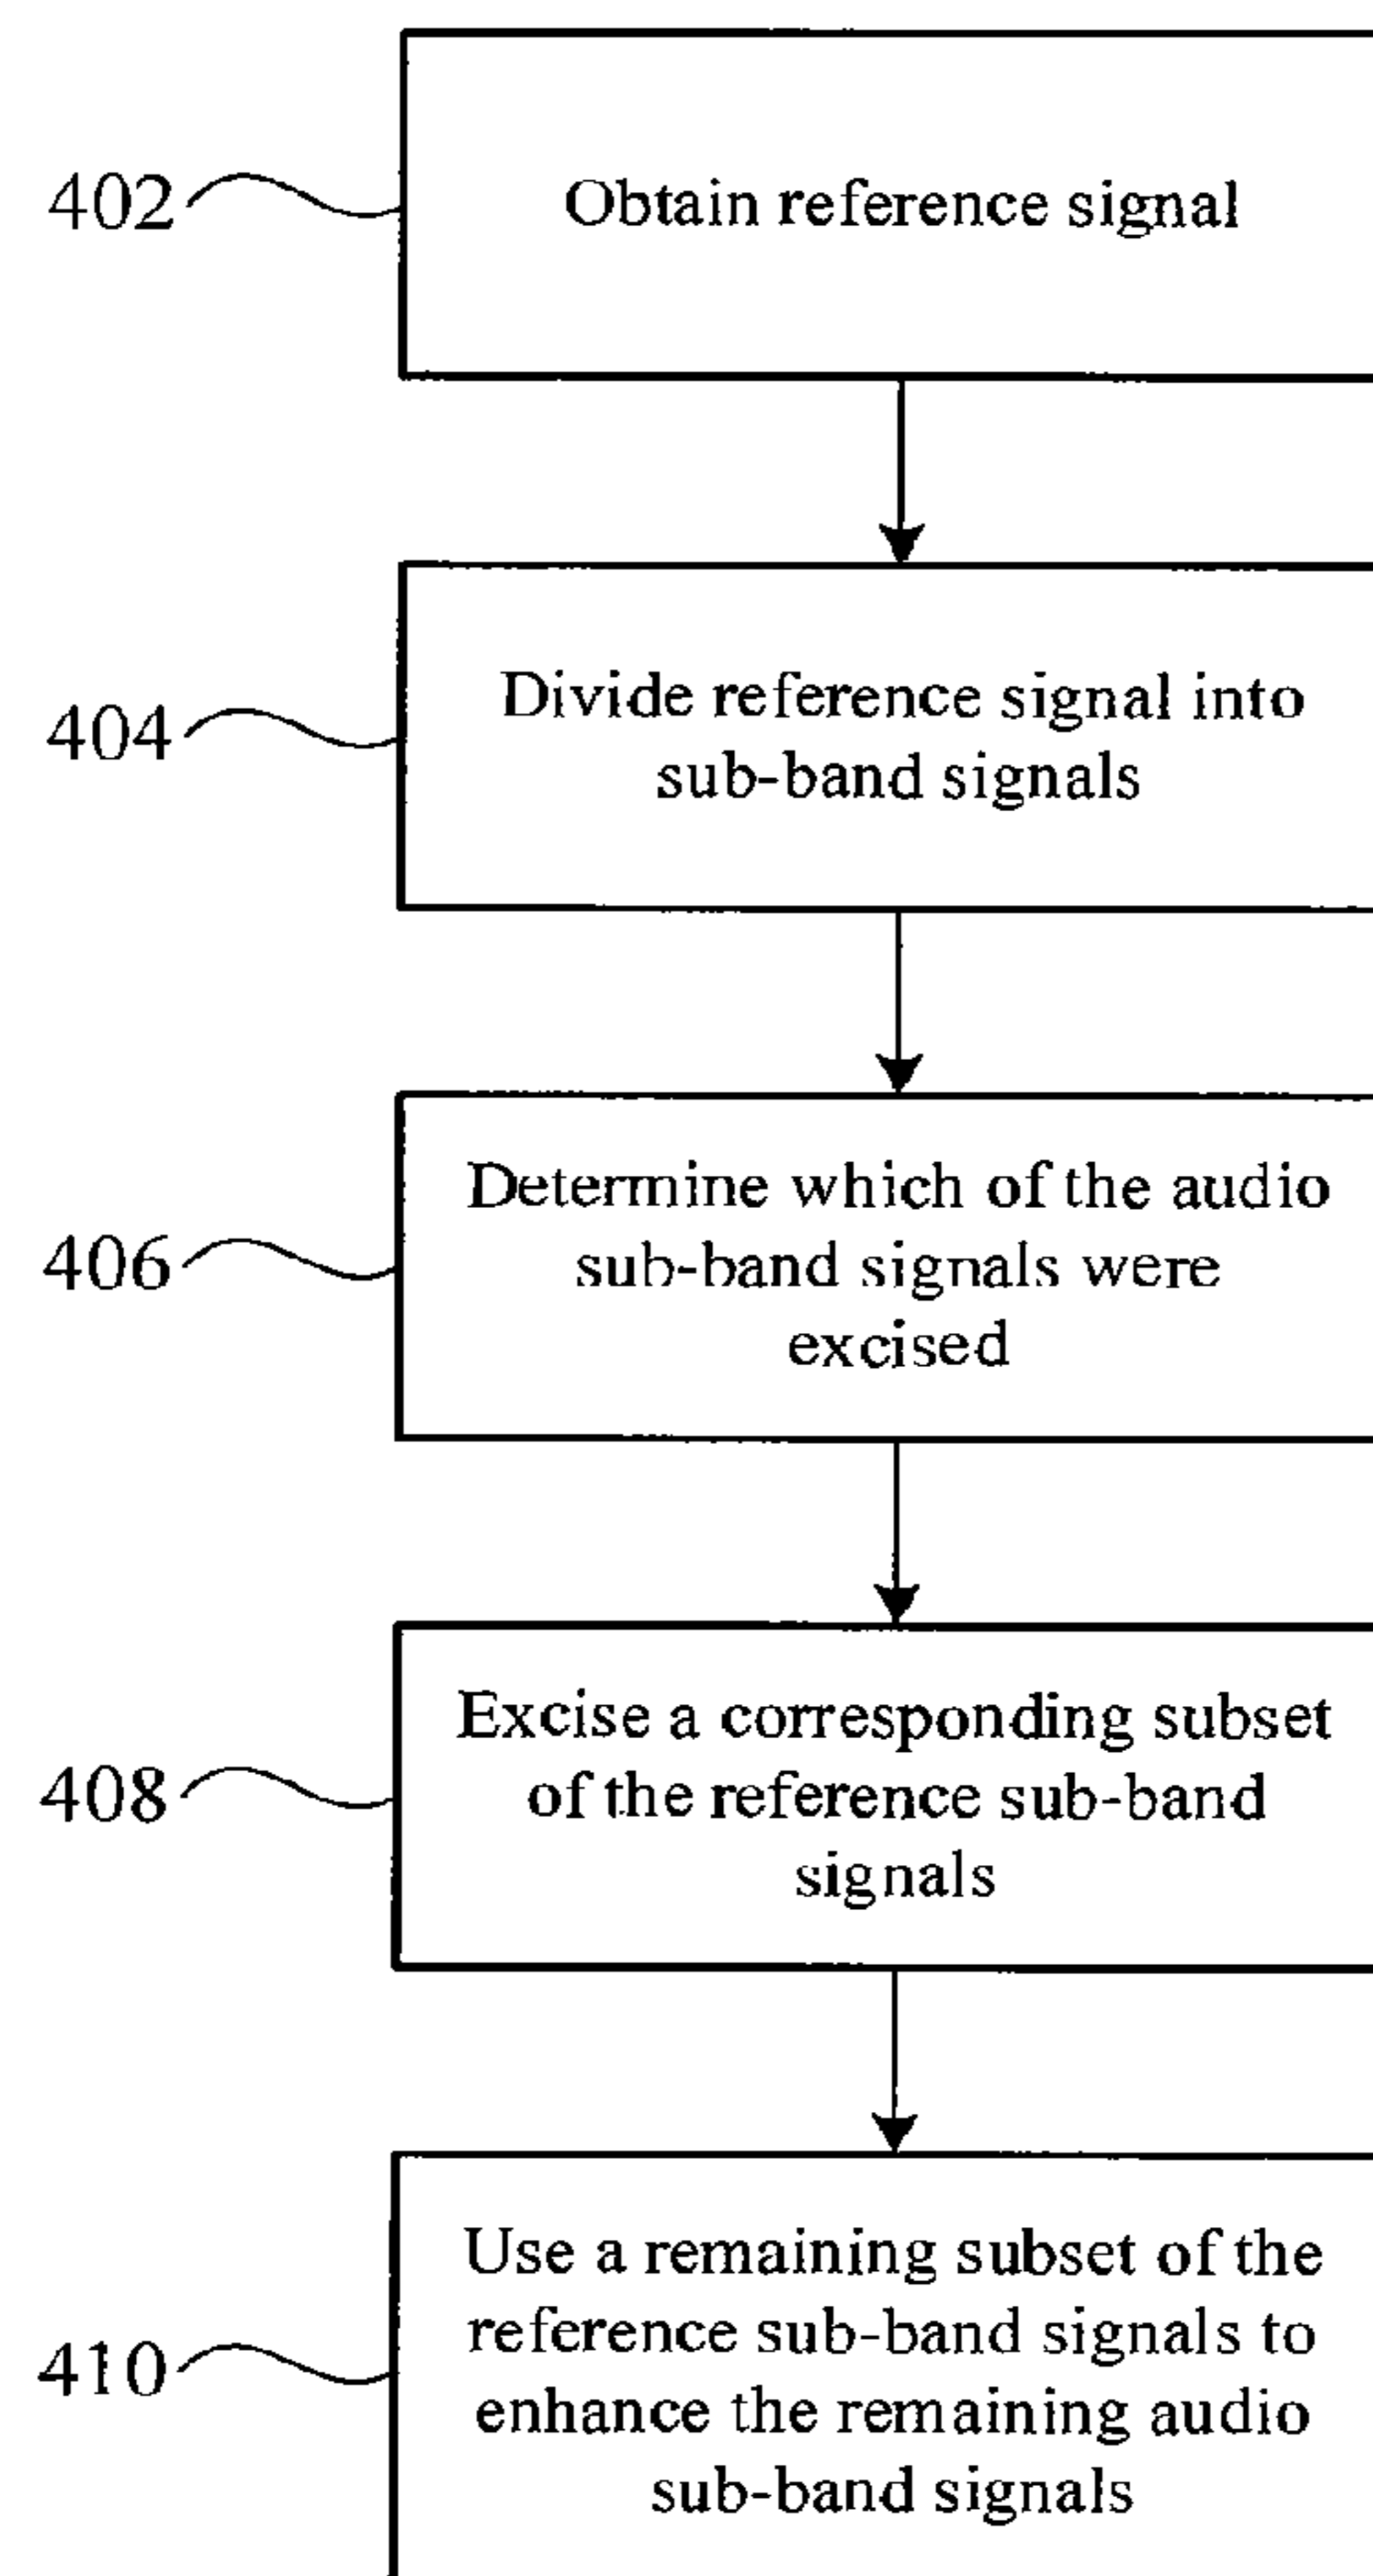 402
Obtain reference signal
404
Divide reference signal into
sub-band signals
406
Determine which of the audio
sub-band signals were
excised
408
Excise a corresponding subset
of the reference sub-band
signals
410
Use a remaining subset of the
reference sub-band signals to
enhance the remaining audio
sub-band signals